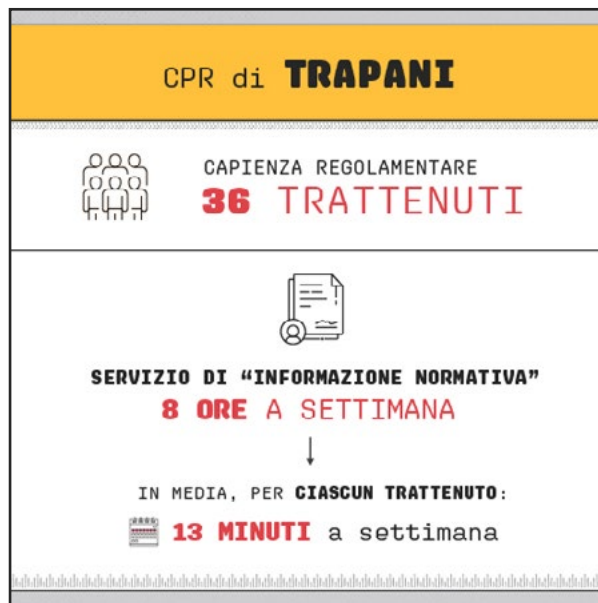 CPR di TRAPANI
CAPIENZA REGOLAMENTARE
36 TRATTENUTI
SERVIZIO DI “INFORMAZIONE NORMATIVA”
8 ORE A SETTIMANA
IN MEDIA, PER CIASCUN TRATTENUTO:
13 MINUTI a settimana